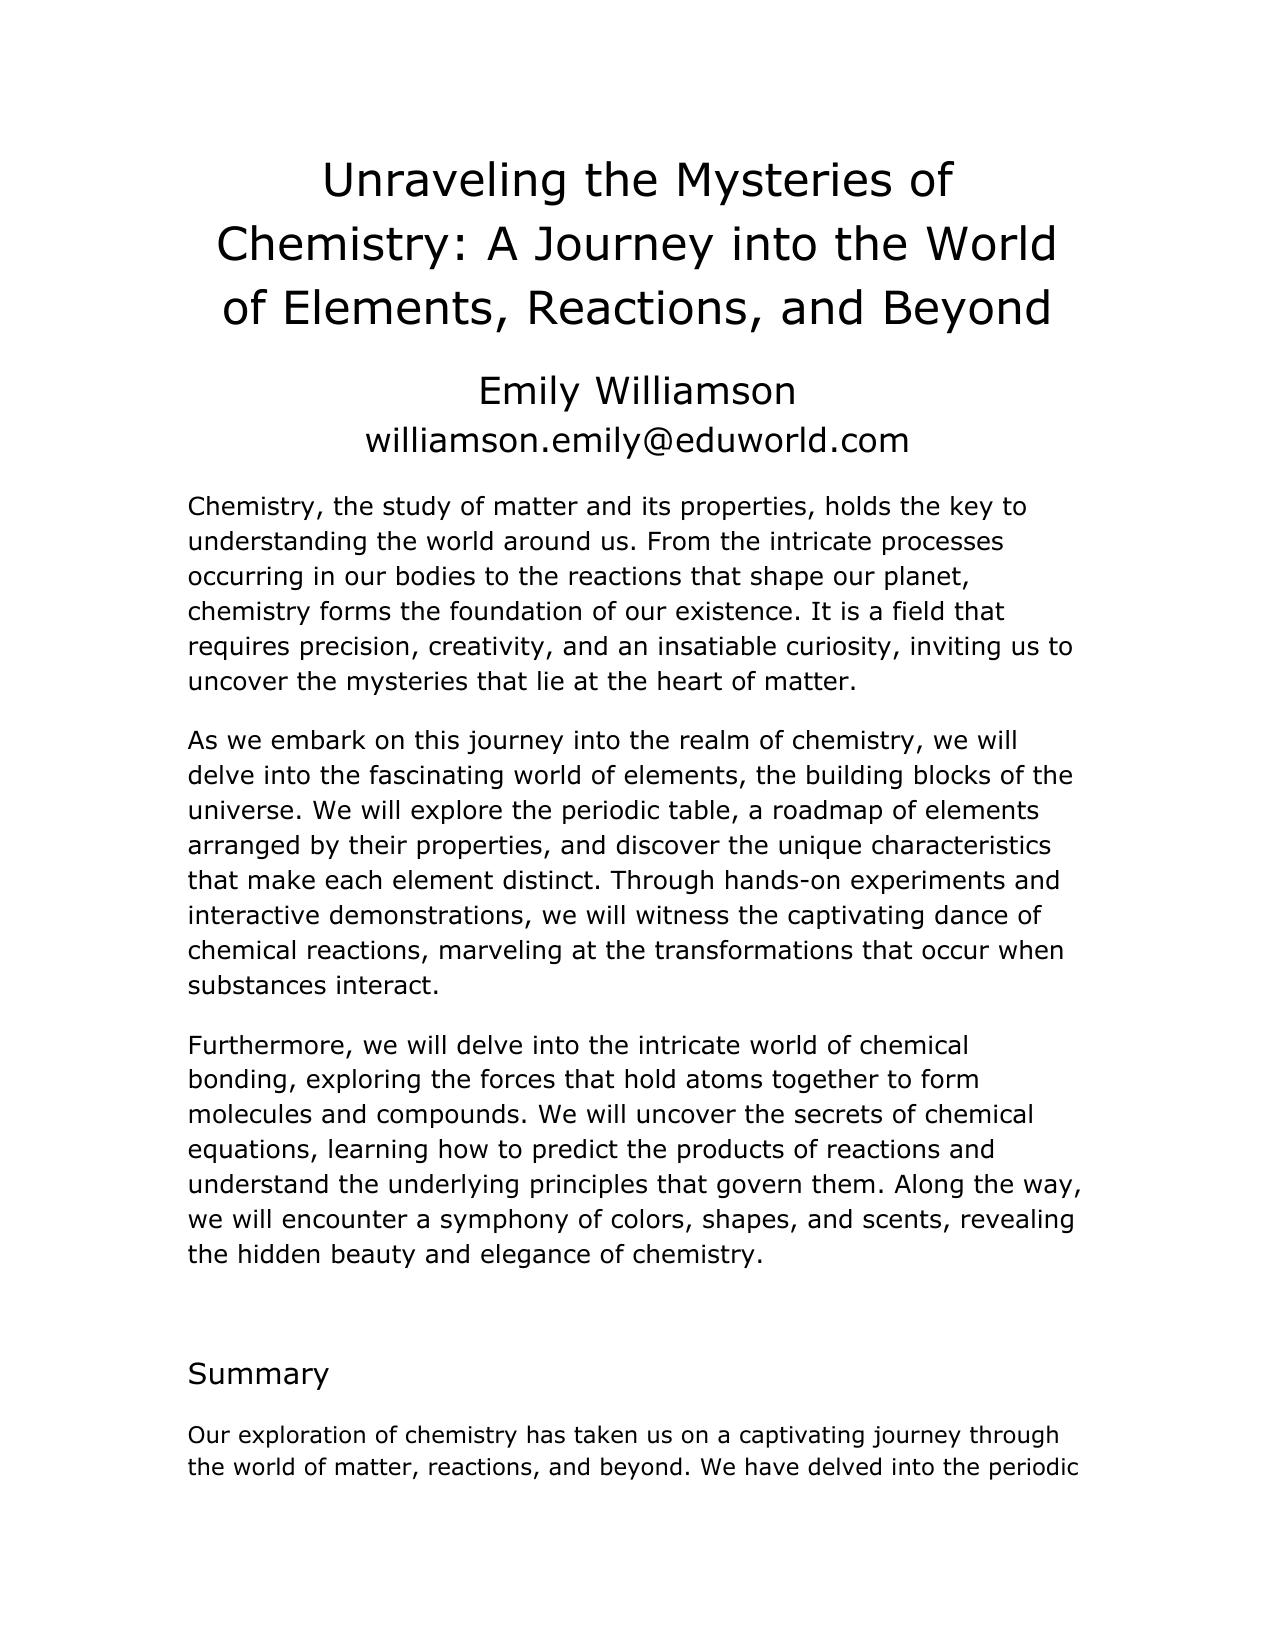 Unraveling the Mysteries of
Chemistry: A Journey into the World
of Elements, Reactions, and Beyond
Emily Williamson
williamson.emily@eduworld.com
Chemistry, the study of matter and its properties, holds the key to
understanding the world around us. From the intricate processes
occurring in our bodies to the reactions that shape our planet,
chemistry forms the foundation of our existence. It is a field that
requires precision, creativity, and an insatiable curiosity, inviting us to
uncover the mysteries that lie at the heart of matter.
As we embark on this journey into the realm of chemistry, we will
delve into the fascinating world of elements, the building blocks of the
universe. We will explore the periodic table, a roadmap of elements
arranged by their properties, and discover the unique characteristics
that make each element distinct. Through hands-on experiments and
interactive demonstrations, we will witness the captivating dance of
chemical reactions, marveling at the transformations that occur when
substances interact.
Furthermore, we will delve into the intricate world of chemical
bonding, exploring the forces that hold atoms together to form
molecules and compounds. We will uncover the secrets of chemical
equations, learning how to predict the products of reactions and
understand the underlying principles that govern them. Along the way,
we will encounter a symphony of colors, shapes, and scents, revealing
the hidden beauty and elegance of chemistry.
Summary
Our exploration of chemistry has taken us on a captivating journey through
the world of matter, reactions, and beyond. We have delved into the periodic